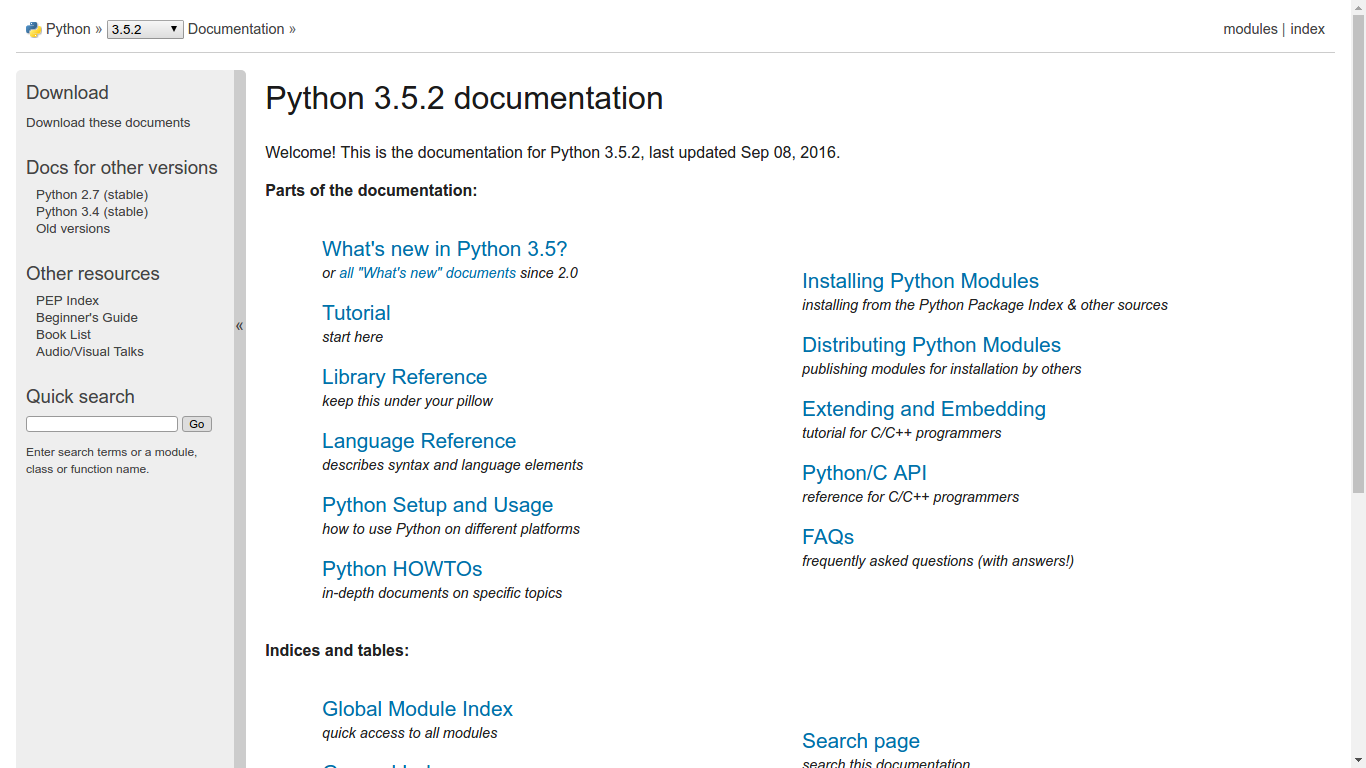 Python » 3.5.2 Documentation »
modules | index
Download
Download these documents
Docs for other versions
Python 2.7 (stable)
Python 3.4 (stable)
Old versions
Other resources
PEP Index
Beginner's Guide
Book List
Audio/Visual Talks
Quick search
Go
Enter search terms or a module,
class or function name.
«
Python 3.5.2 documentation
Welcome! This is the documentation for Python 3.5.2, last updated Sep 08, 2016.
Parts of the documentation:
What's new in Python 3.5?
or all "What's new" documents since 2.0
Tutorial
start here
Library Reference
keep this under your pillow
Language Reference
describes syntax and language elements
Python Setup and Usage
how to use Python on different platforms
Python HOWTOs
in-depth documents on specific topics
Installing Python Modules
installing from the Python Package Index & other sources
Distributing Python Modules
publishing modules for installation by others
Extending and Embedding
tutorial for C/C++ programmers
Python/C API
reference for C/C++ programmers
FAQs
frequently asked questions (with answers!)
Indices and tables:
Global Module Index
quick access to all modules
Search page
search this documentation